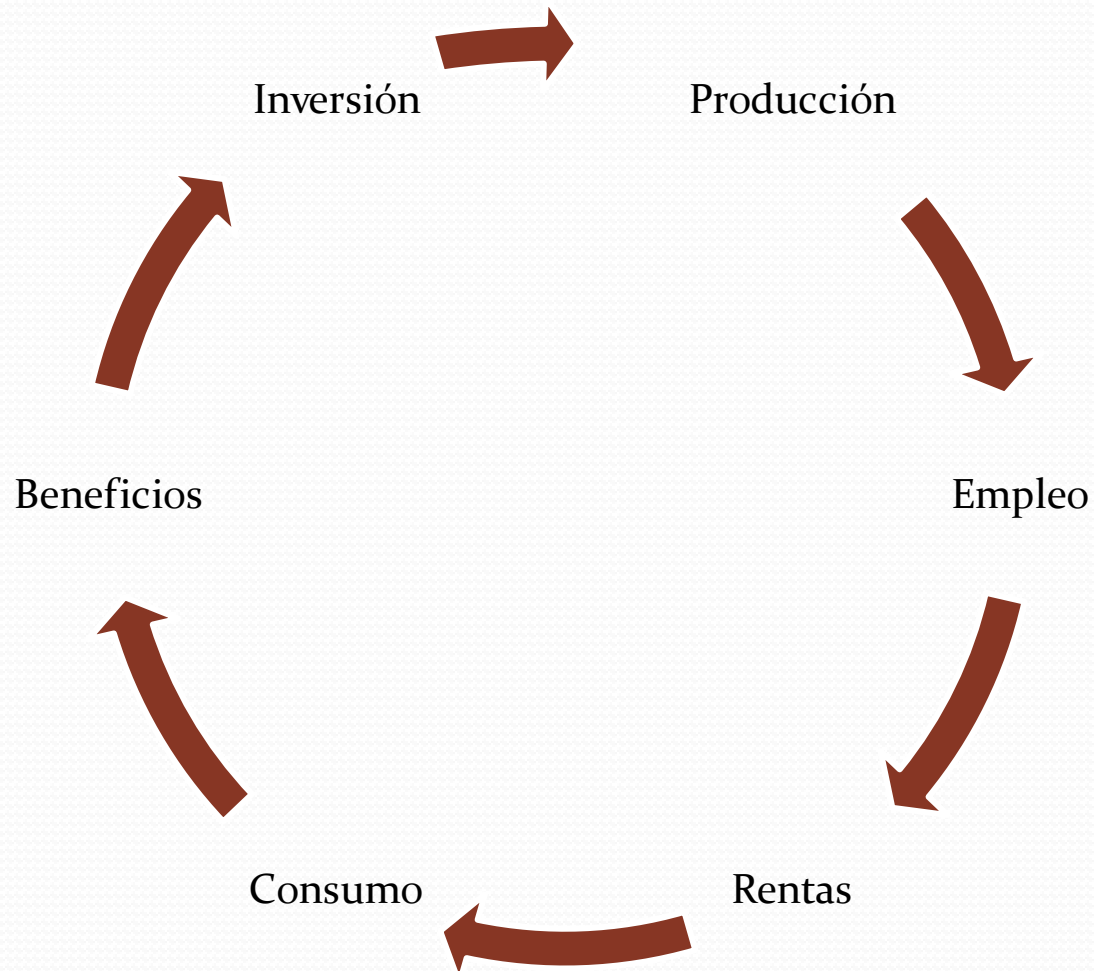 Inversión
Producción
Beneficios
Empleo
Consumo
Rentas